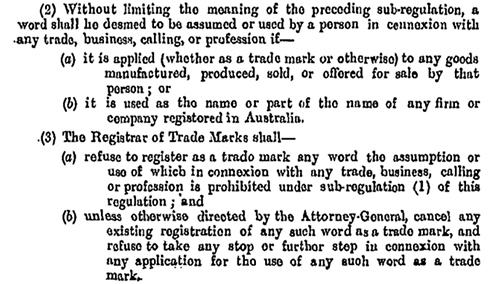 (2) Without limiting the meaning of the preceding sub-regulation, a
word shall be deemed to be assumed or used by a person in connexion with
any trade, business, calling, or profession if—
(a) it is applied (whether as a trade mark or otherwise) to any goods
manufactured, produced, sold, or offered for sale by that
person; or
(b) it is used as the name or part of the name of any firm or
company registered in Australia.
(3) The Registrar of Trade Marks shall—
(a) refuse to register as a trade mark any word the assumption or
use of which in connexion with any trade, business, calling
or profession is prohibited under sub-regulation (1) of this
regulation; and
(b) unless otherwise directed by the Attorney-General, cancel any
existing registration of any such word as a trade mark, and
refuse to take any stop or further step in connexion with
any application for the use of any such word as a trade
mark.